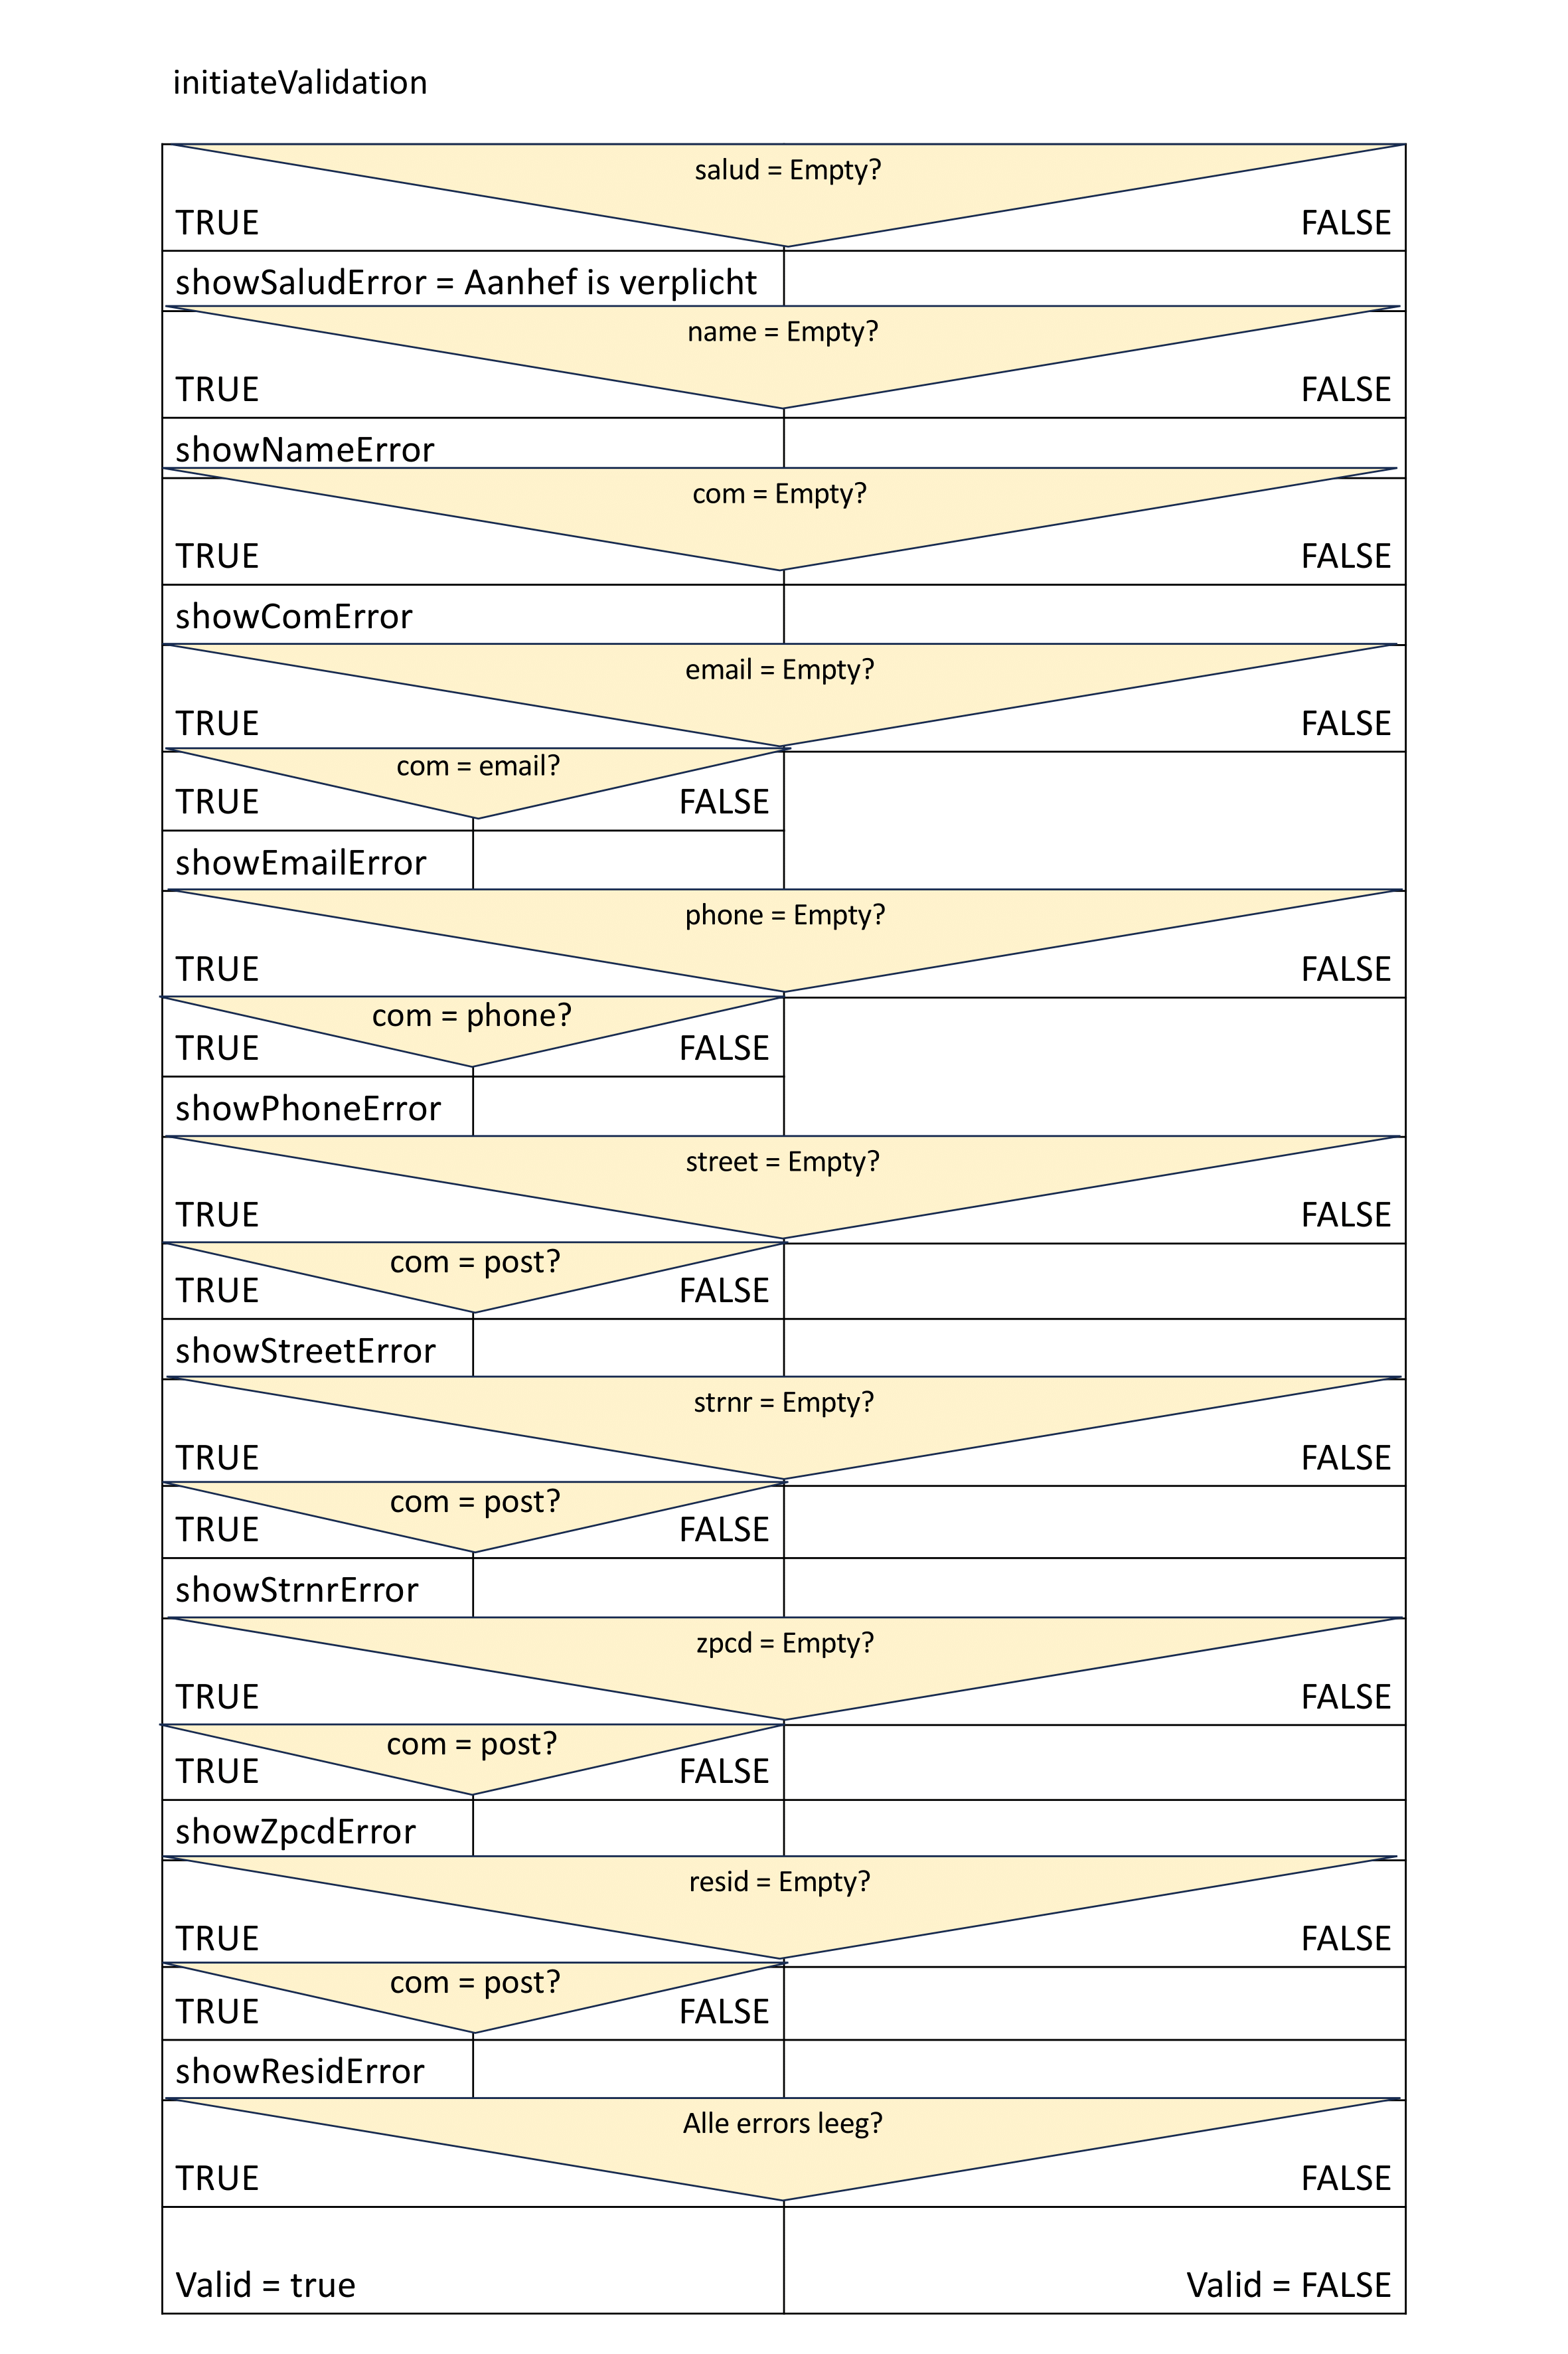 initiateValidation
salud = Empty?
TRUE FALSE
showSaludError = Aanhef is verplicht
name = Empty?
TRUE FALSE
showNameError
com = Empty?
TRUE FALSE
showComError
email = Empty?
TRUE FALSE
com = email?
TRUE FALSE
showEmailError
phone = Empty?
TRUE FALSE
com = phone?
TRUE FALSE
showPhoneError
street = Empty?
TRUE FALSE
com = post?
TRUE FALSE
showStreetError
strnr = Empty?
TRUE FALSE
com = post?
TRUE FALSE
showStrnrError
zpcd = Empty?
TRUE FALSE
com = post?
TRUE FALSE
showZpcdError
resid = Empty?
TRUE FALSE
com = post?
TRUE FALSE
showResidError
Alle errors leeg?
TRUE FALSE
Valid = true Valid = FALSE